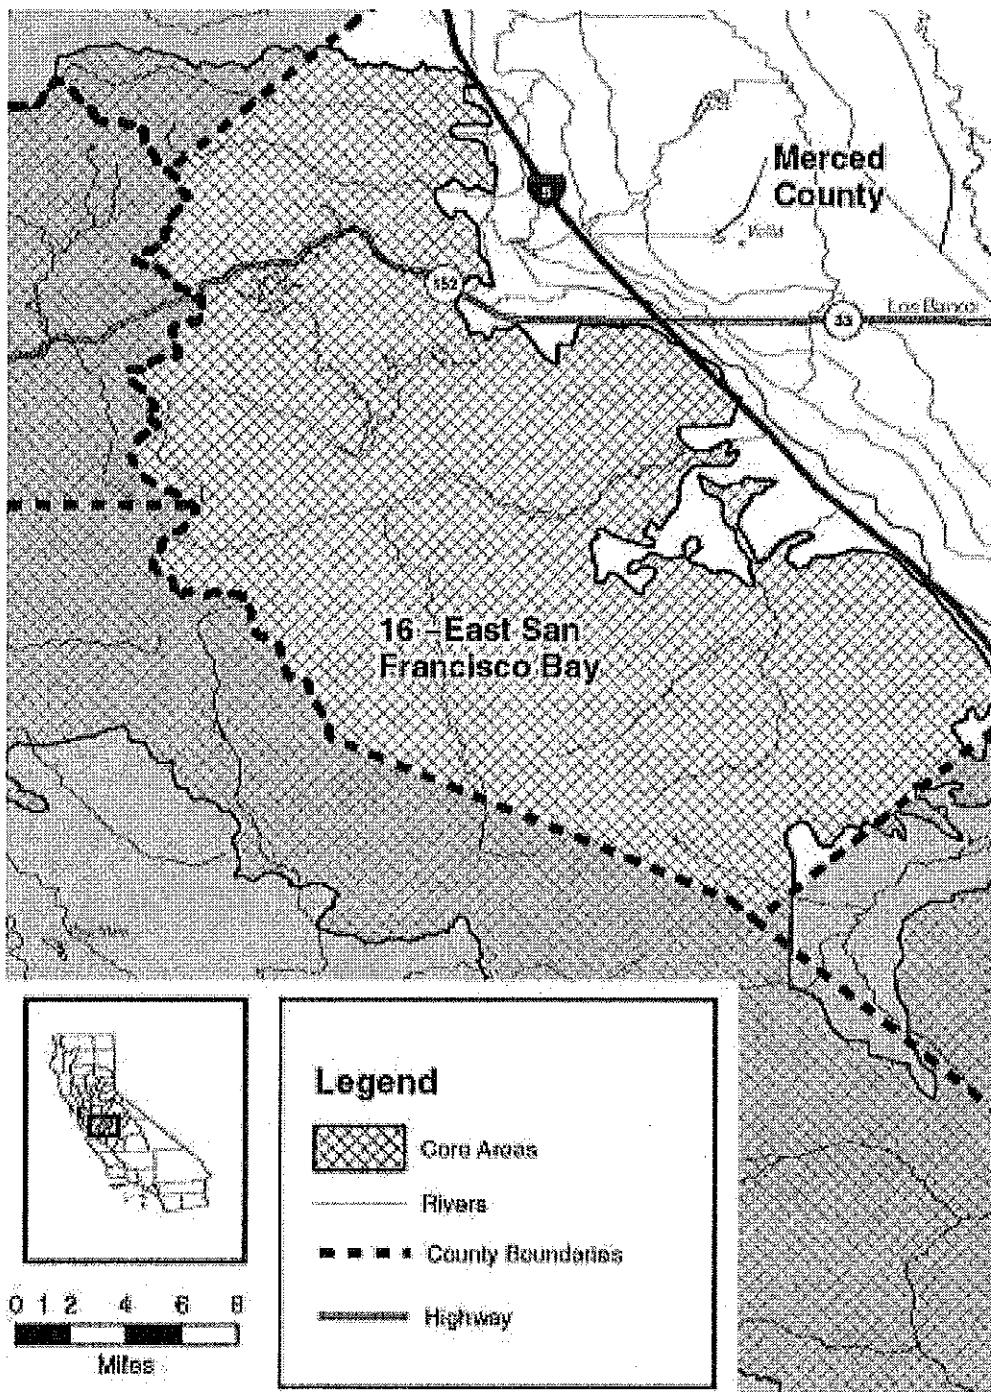 Merced
County
5
152
33
Los Banos
16 –East San
Francisco Bay
Legend
Core Areas
Rivers
County Boundaries
Highway
0 1 2 4 6 8
Miles